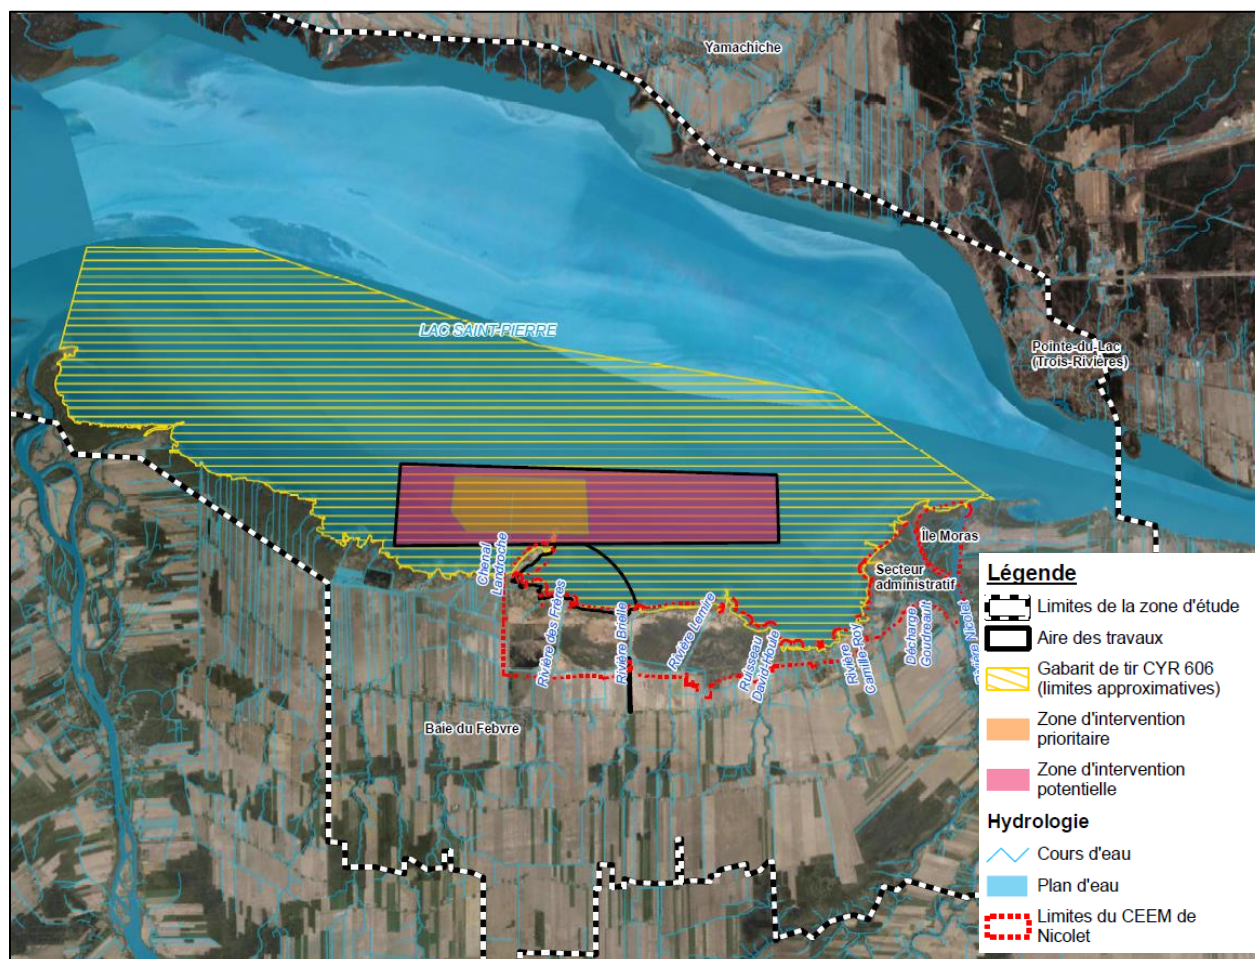 Yamachiche
LAC SAINT-PIERRE
Pointe-du-Lac
(Trois-Rivières)
Île Moras
Secteur
administratif
Chenal
Landroche
Rivière des Frères
Rivière Brielle
Rivière Lemire
Ruisseau
David-Houle
Rivière
Camille-Roy
Décharge
Goudreault
Rivière Nicolet
Baie du Febvre
Légende
Limites de la zone d'étude
Aire des travaux
Gabarit de tir CYR 606
(limites approximatives)
Zone d'intervention
prioritaire
Zone d'intervention
potentielle
Hydrologie
Cours d'eau
Plan d'eau
Limites du CEEM de
Nicolet